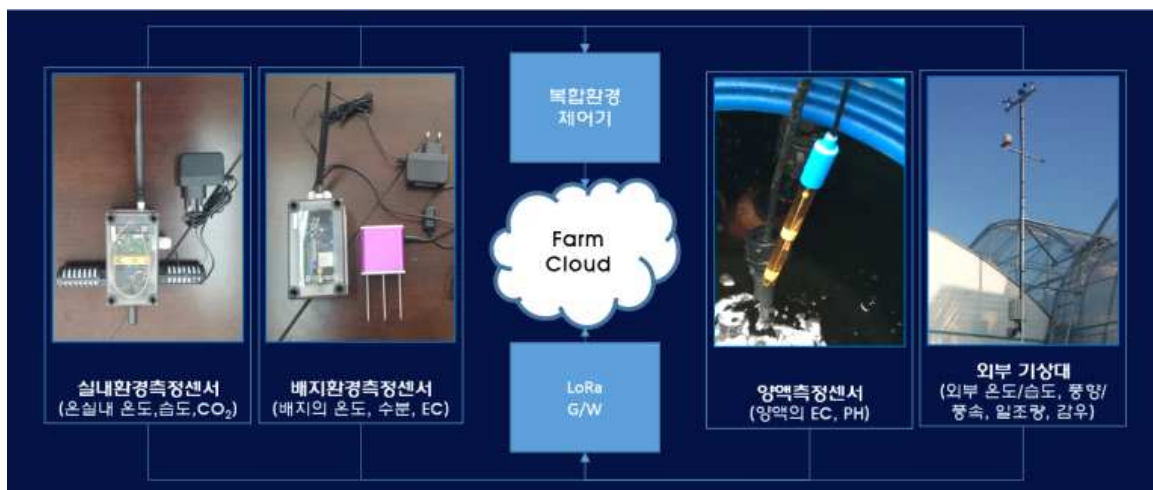 복합환경
제어기
Farm
Cloud
LoRa
G/W
실내환경측정센서
(온실내 온도,습도,CO₂)
배지환경측정센서
(배지의 온도, 수분, EC)
양액측정센서
(양액의 EC, PH)
외부 기상대
(외부 온도/습도, 풍향/
풍속, 일조량, 감우)